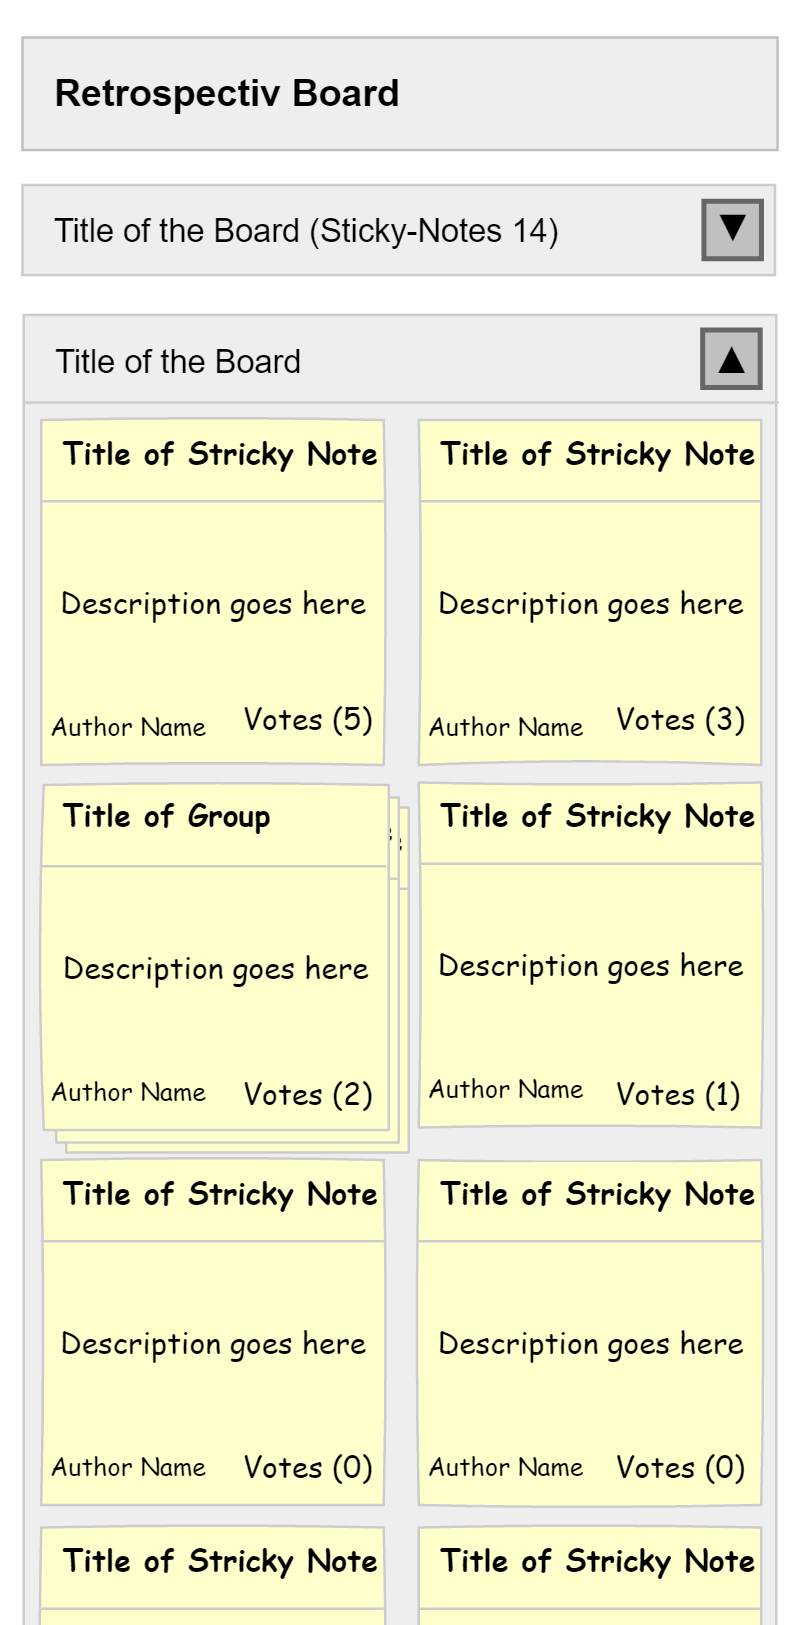 Retrospectiv Board
Title of the Board (Sticky-Notes 14)
▼
Title of the Board
▲
Title of Stricky Note
Description goes here
Author Name Votes (5)
Title of Stricky Note
Description goes here
Author Name Votes (3)
Title of Group
Description goes here
Author Name Votes (2)
Title of Stricky Note
Description goes here
Author Name Votes (1)
Title of Stricky Note
Description goes here
Author Name Votes (0)
Title of Stricky Note
Description goes here
Author Name Votes (0)
Title of Stricky Note
Title of Stricky Note